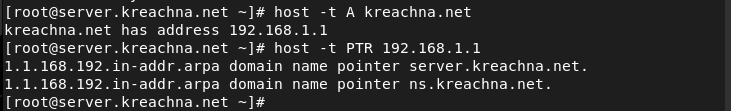 [root@server.kreachna.net ~]# host -t A kreachna.net
kreachna.net has address 192.168.1.1
[root@server.kreachna.net ~]# host -t PTR 192.168.1.1
1.1.168.192.in-addr.arpa domain name pointer server.kreachna.net.
1.1.168.192.in-addr.arpa domain name pointer ns.kreachna.net.
[root@server.kreachna.net ~]#